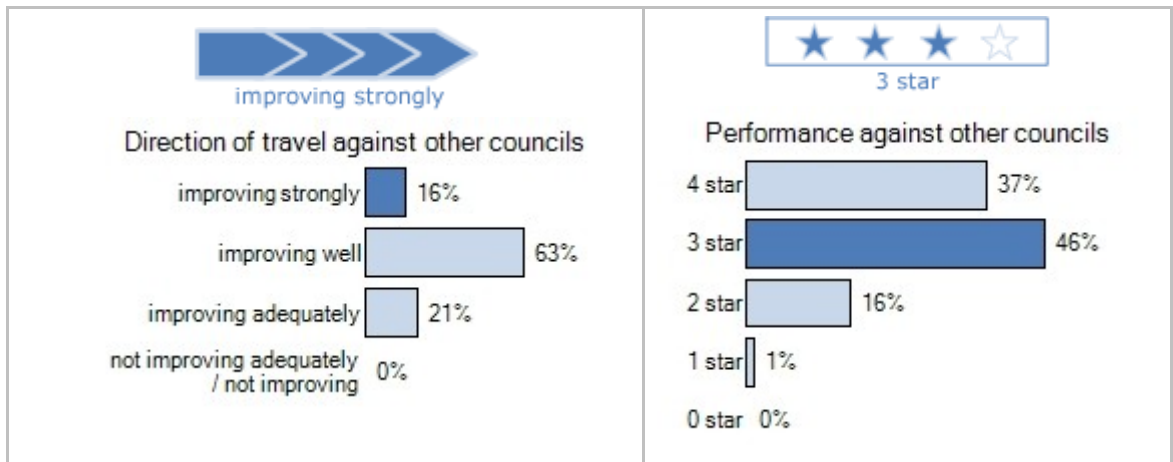 improving strongly
Direction of travel against other councils
improving strongly 16%
improving well 63%
improving adequately 21%
not improving adequately
/ not improving 0%
3 star
Performance against other councils
4 star 37%
3 star 46%
2 star 16%
1 star 1%
0 star 0%